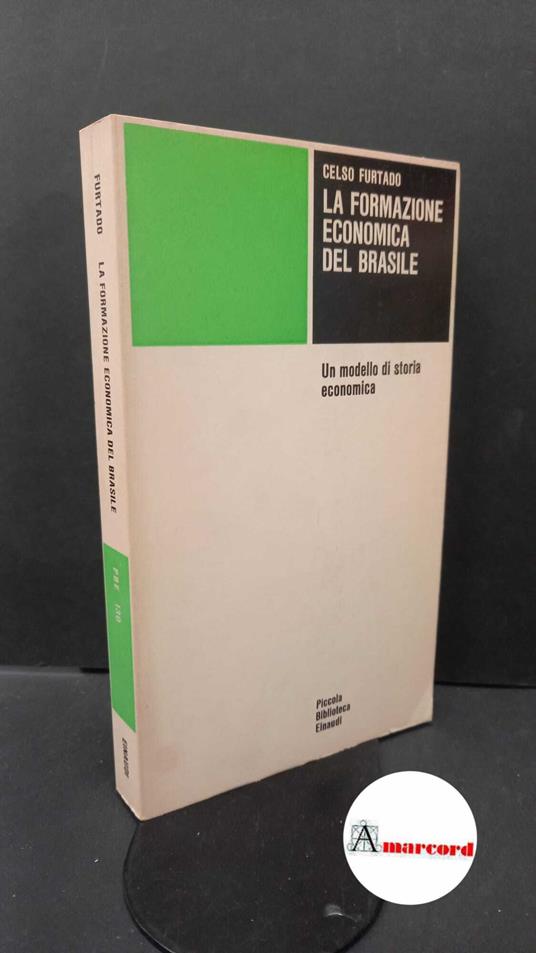 CELSO FURTADO
LA FORMAZIONE
ECONOMICA
DEL BRASILE
Un modello di storia
economica
Piccola
Biblioteca
Einaudi
FURTADO LA FORMAZIONE ECONOMICA DEL BRASILE
PBE 130
EINAUDI
Amarcord